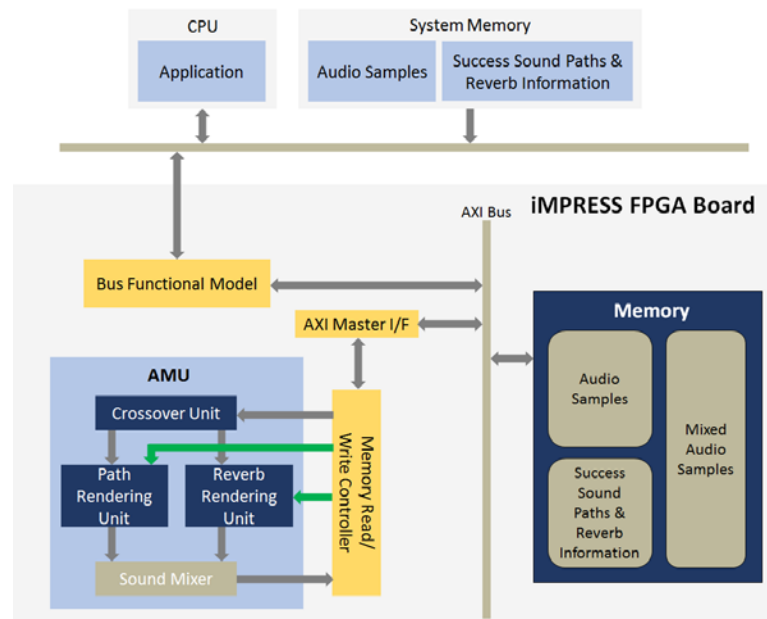 CPU
Application
System Memory
Audio Samples
Success Sound Paths &
Reverb Information
AXI Bus
iMPRESS FPGA Board
Bus Functional Model
AXI Master I/F
AMU
Crossover Unit
Path
Rendering
Unit
Reverb
Rendering
Unit
Sound Mixer
Memory Read/
Write Controller
Memory
Audio
Samples
Success
Sound
Paths &
Reverb
Information
Mixed
Audio
Samples